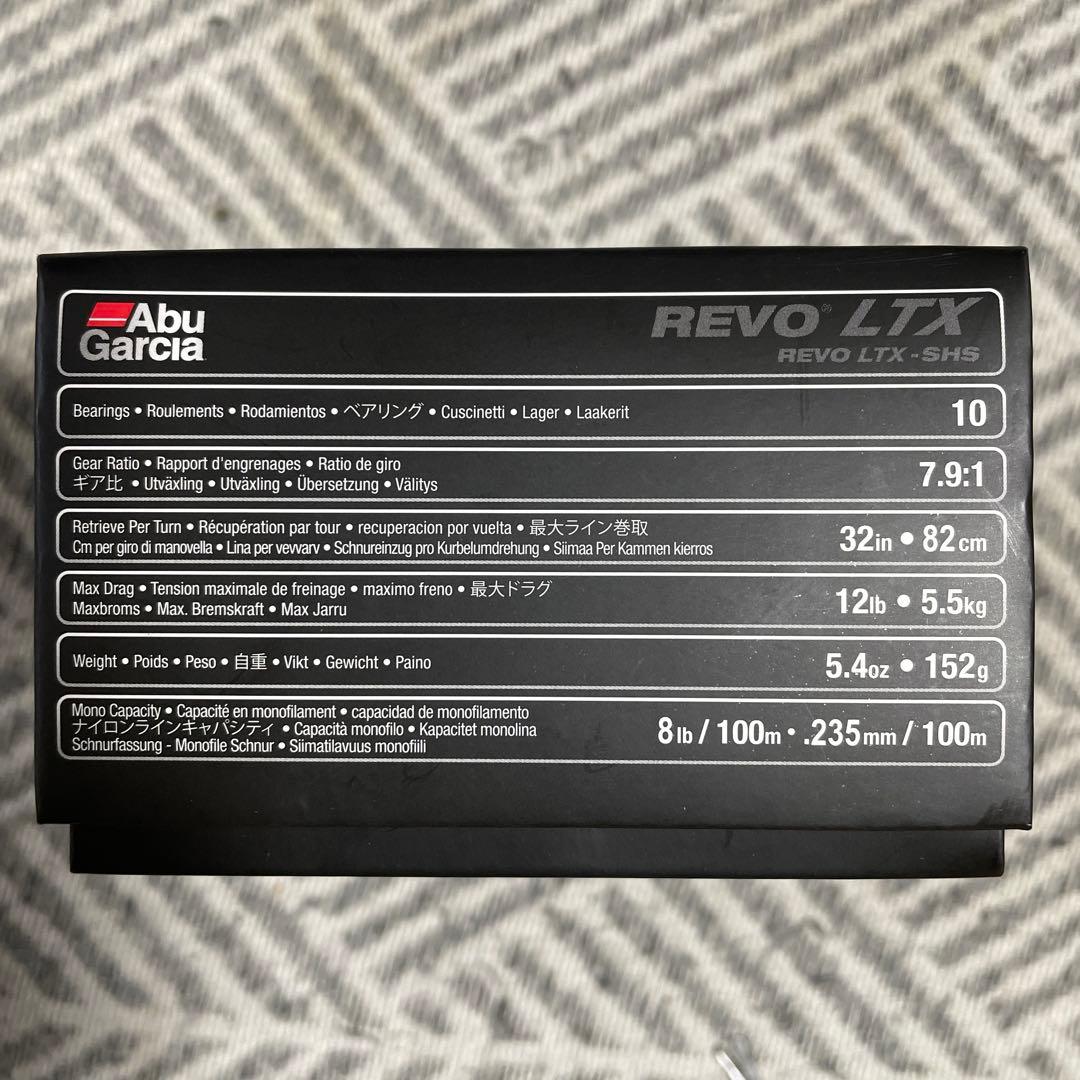 Abu
Garcia
REVO® LTX
REVO LTX-SHS
Bearings • Roulements • Rodamientos • ベアリング • Cuscinetti • Lager • Laakerit
10
Gear Ratio • Rapport d'engrenages • Ratio de giro
ギア比 • Utväxling • Utväxling • Übersetzung • Välitys
7.9:1
Retrieve Per Turn • Récupération par tour • recuperacion por vuelta • 最大ライン巻取
Cm per giro di manovella • Lina per vevvarv • Schnureinzug pro Kurbelumdrehung • Siimaa Per Kammen kierros
32in • 82cm
Max Drag • Tension maximale de freinage • maximo freno • 最大ドラグ
Maxbroms • Max. Bremskraft • Max Jarru
12lb • 5.5kg
Weight • Poids • Peso • 自重 • Vikt • Gewicht • Paino
5.4oz • 152g
Mono Capacity • Capacité en monofilament • capacidad de monofilamento
ナイロンラインキャパシティ • Capacità monofilo • Kapacitet monolina
Schnurfassung - Monofile Schnur • Siimatilavuus monofiili
8lb / 100m • .235mm / 100m